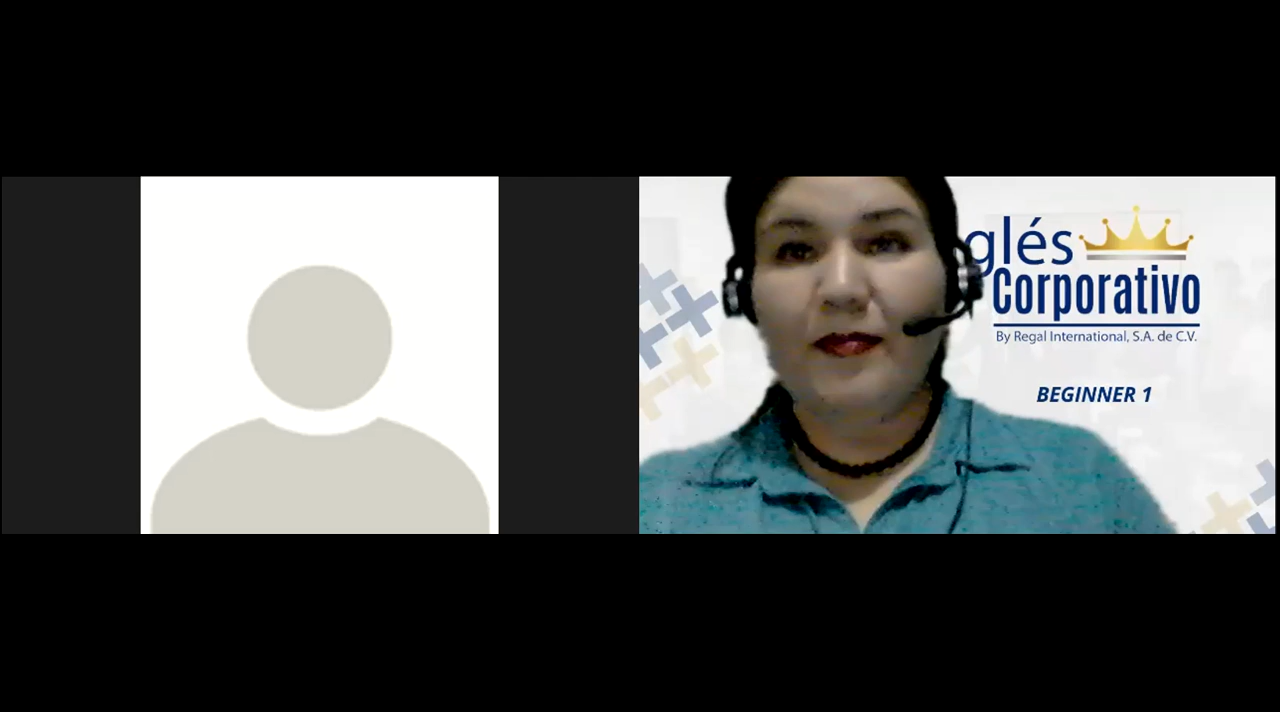 glés
Corporativo
By Regal International, S.A. de C.V.
BEGINNER 1